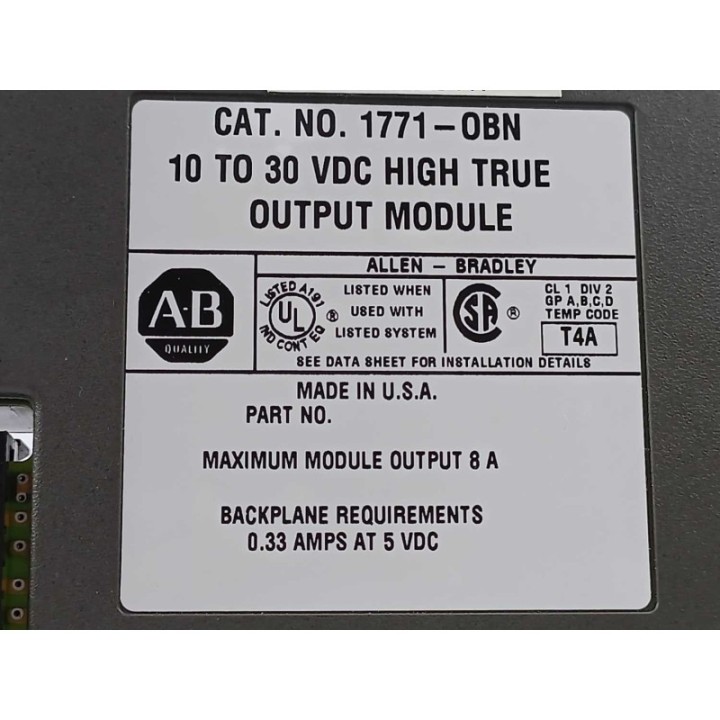 CAT. NO. 1771-OBN
10 TO 30 VDC HIGH TRUE
OUTPUT MODULE
ALLEN - BRADLEY
A-B
QUALITY
LISTED A191
UL
IND CONT EQ
®
LISTED WHEN
USED WITH
LISTED SYSTEM
SA
®
CL 1 DIV 2
GP A,B,C,D
TEMP CODE
T4A
SEE DATA SHEET FOR INSTALLATION DETAILS
MADE IN U.S.A.
PART NO.
MAXIMUM MODULE OUTPUT 8 A
BACKPLANE REQUIREMENTS
0.33 AMPS AT 5 VDC